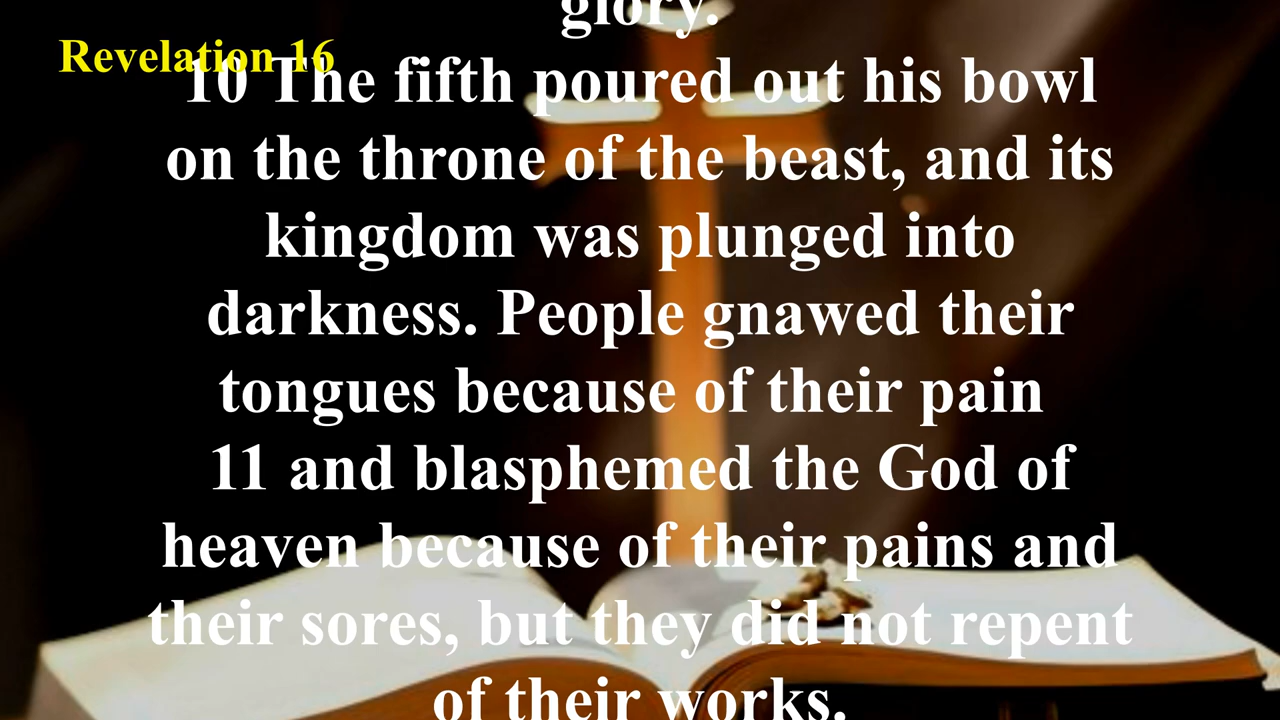 glory.
Revelation 16
10 The fifth poured out his bowl
on the throne of the beast, and its
kingdom was plunged into
darkness. People gnawed their
tongues because of their pain
11 and blasphemed the God of
heaven because of their pains and
their sores, but they did not repent
of their works.